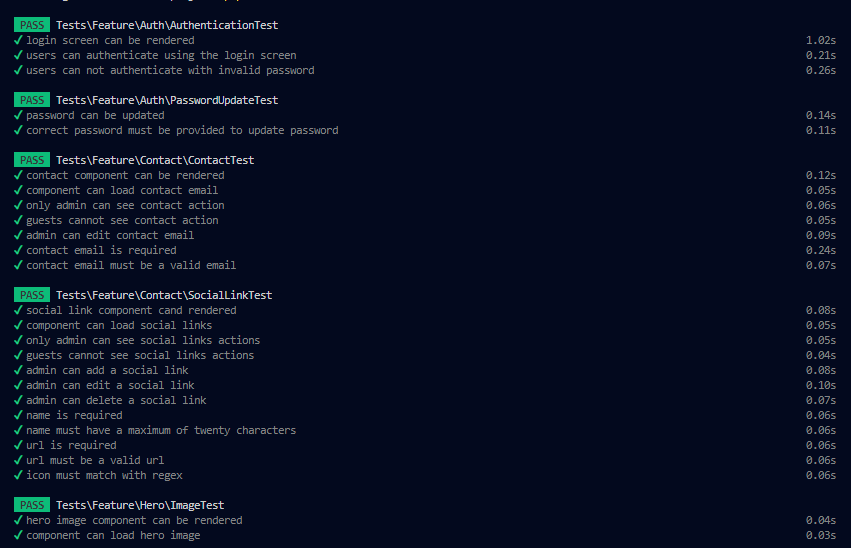 PASS Tests\Feature\Auth\AuthenticationTest
✓ login screen can be rendered 1.02s
✓ users can authenticate using the login screen 0.21s
✓ users can not authenticate with invalid password 0.26s
PASS Tests\Feature\Auth\PasswordUpdateTest
✓ password can be updated 0.14s
✓ correct password must be provided to update password 0.11s
PASS Tests\Feature\Contact\ContactTest
✓ contact component can be rendered 0.12s
✓ component can load contact email 0.05s
✓ only admin can see contact action 0.06s
✓ guests cannot see contact action 0.05s
✓ admin can edit contact email 0.09s
✓ contact email is required 0.24s
✓ contact email must be a valid email 0.07s
PASS Tests\Feature\Contact\SocialLinkTest
✓ social link component cand rendered 0.08s
✓ component can load social links 0.05s
✓ only admin can see social links actions 0.05s
✓ guests cannot see social links actions 0.04s
✓ admin can add a social link 0.08s
✓ admin can edit a social link 0.10s
✓ admin can delete a social link 0.07s
✓ name is required 0.06s
✓ name must have a maximum of twenty characters 0.06s
✓ url is required 0.06s
✓ url must be a valid url 0.06s
✓ icon must match with regex 0.06s
PASS Tests\Feature\Hero\ImageTest
✓ hero image component can be rendered 0.04s
✓ component can load hero image 0.03s